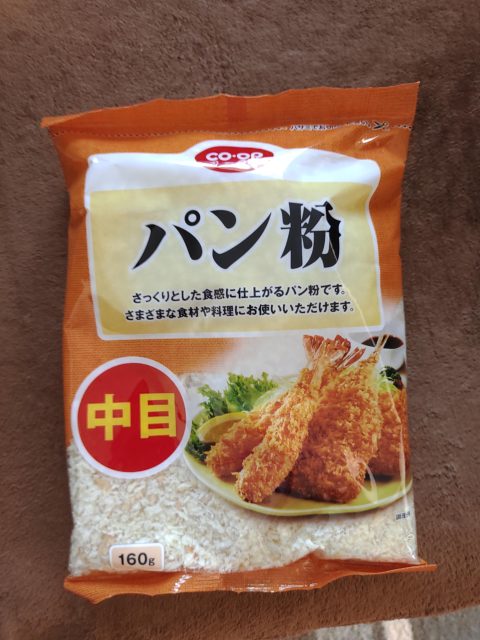 CO·OP
パン粉
さっくりとした食感に仕上がるパン粉です。
さまざまな食材や料理にお使いいただけます。
中目
160g